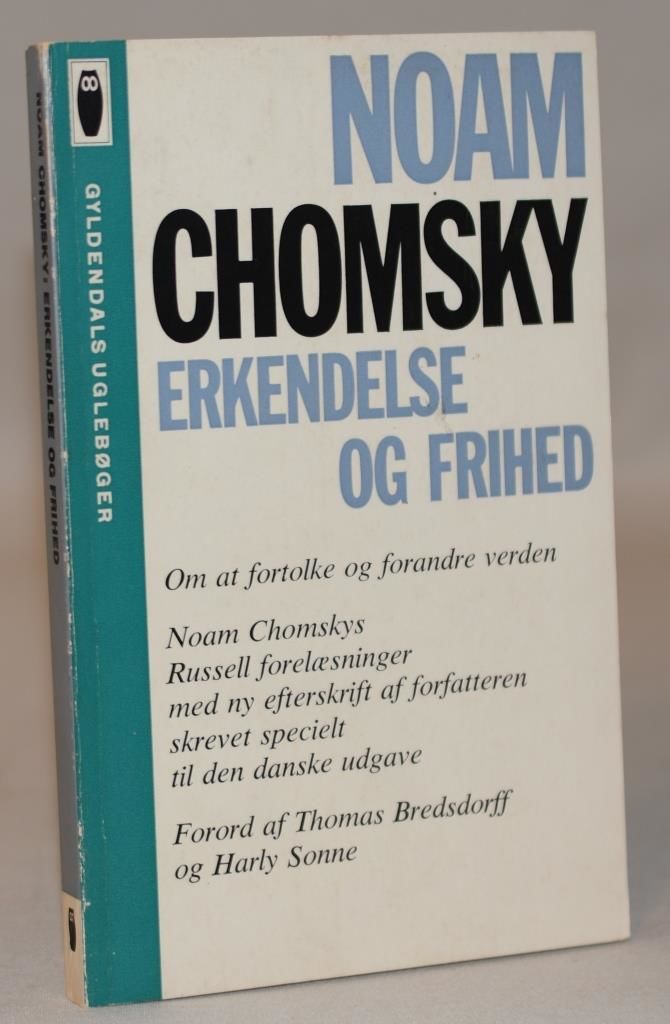 NOAM
CHOMSKY
ERKENDELSE
OG FRIHED
Om at fortolke og forandre verden
Noam Chomskys
Russell forelæsninger
med ny efterskrift af forfatteren
skrevet specielt
til den danske udgave
Forord af Thomas Bredsdorff
og Harly Sonne
GYLDENDALS UGLEBØGER
NOAM CHOMSKY: ERKENDELSE OG FRIHED